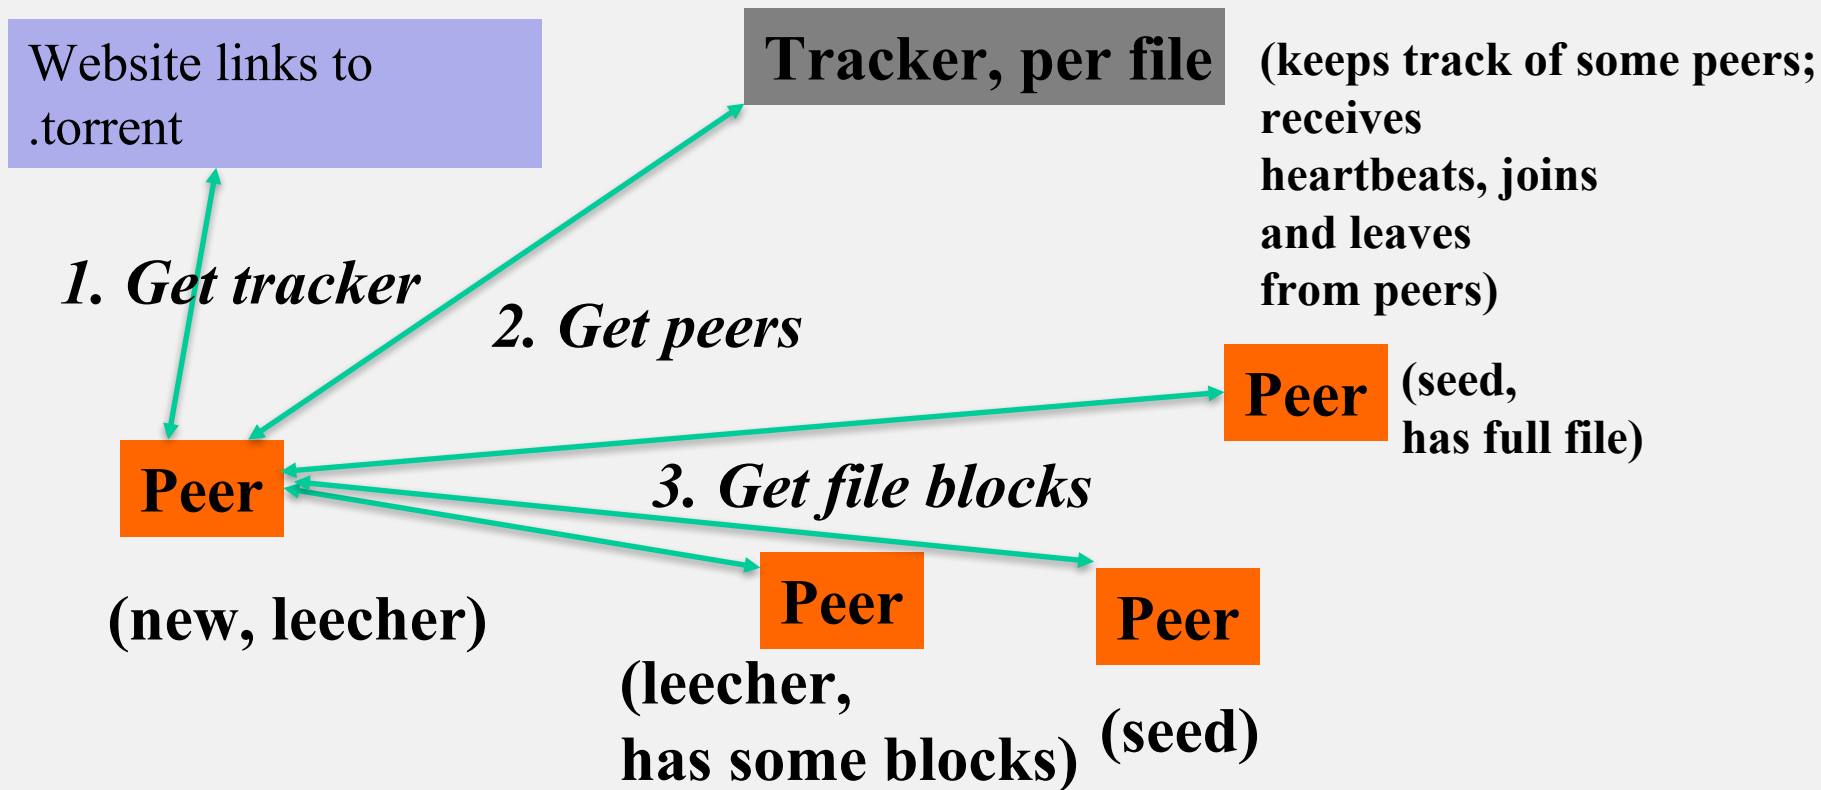 Website links to
.torrent
Tracker, per file
(keeps track of some peers;
receives
heartbeats, joins
and leaves
from peers)
1. Get tracker
2. Get peers
Peer
(seed,
has full file)
Peer
(new, leecher)
3. Get file blocks
Peer
(leecher,
has some blocks)
Peer
(seed)